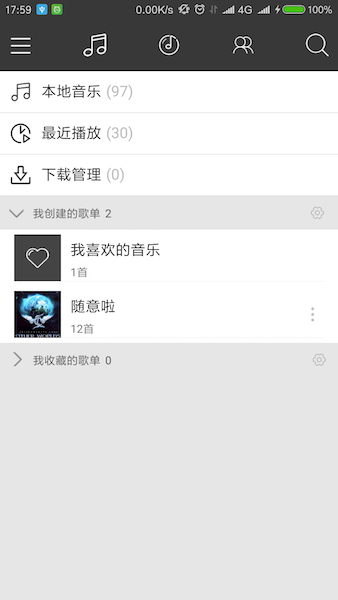 17:59 0.00K/s 4G 100%
本地音乐 (97)
最近播放 (30)
下载管理 (0)
我创建的歌单 2
我喜欢的音乐
1首
随意啦
12首
OTHER WORLDS
我收藏的歌单 0